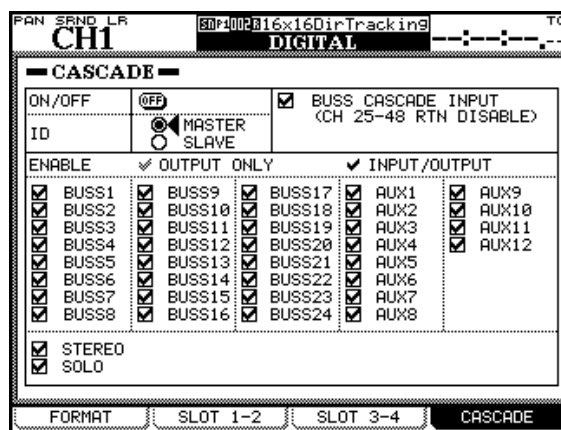 PAN SRND LR
CH1
16x16DirTracking
DIGITAL
--:--:--.--
CASCADE
ON/OFF OFF
BUSS CASCADE INPUT
(CH 25-48 RTN DISABLE)
ID MASTER
SLAVE
ENABLE OUTPUT ONLY INPUT/OUTPUT
BUSS1 BUSS9 BUSS17 AUX1 AUX9
BUSS2 BUSS10 BUSS18 AUX2 AUX10
BUSS3 BUSS11 BUSS19 AUX3 AUX11
BUSS4 BUSS12 BUSS20 AUX4 AUX12
BUSS5 BUSS13 BUSS21 AUX5
BUSS6 BUSS14 BUSS22 AUX6
BUSS7 BUSS15 BUSS23 AUX7
BUSS8 BUSS16 BUSS24 AUX8
STEREO
SOLO
FORMAT SLOT 1-2 SLOT 3-4 CASCADE